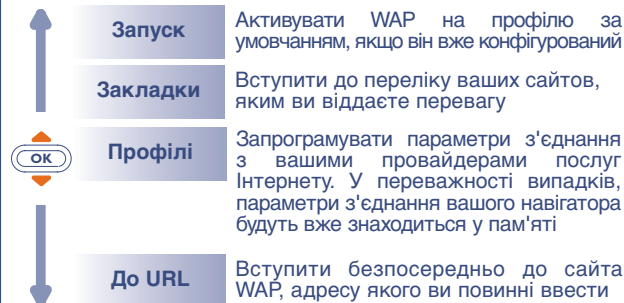 Запуск
Активувати WAP на профілю за
умовчанням, якщо він вже конфігурований
Закладки
Вступити до переліку ваших сайтов,
яким ви віддаєте перевагу
OK
Профілі
Запрограмувати параметри з'єднання
з вашими провайдерами послуг
Інтернету. У переважності випадків,
параметри з'єднання вашого навігатора
будуть вже знаходиться у пам'яті
До URL
Вступити безпосередньо до сайта
WAP, адресу якого ви повинні ввести